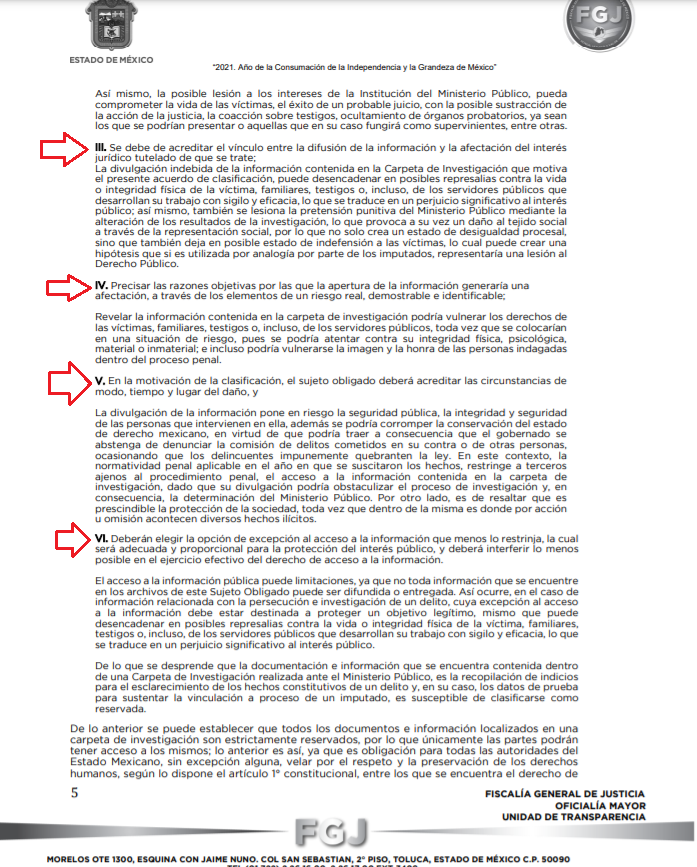 FGJ
ESTADO DE MÉXICO
"2021. Año de la Consumación de la Independencia y la Grandeza de México"
Así mismo, la posible lesión a los intereses de la Institución del Ministerio Público, pueda
comprometer la vida de las víctimas, el éxito de un probable juicio, con la posible sustracción de
la acción de la justicia, la coacción sobre testigos, ocultamiento de órganos probatorios, ya sean
los que se podrían presentar o aquellas que en su caso fungirá como supervinientes, entre otras.
III. Se debe de acreditar el vínculo entre la difusión de la información y la afectación del interés
jurídico tutelado de que se trate;
La divulgación indebida de la información contenida en la Carpeta de Investigación que motiva
el presente acuerdo de clasificación, puede desencadenar en posibles represalias contra la vida
o integridad física de la víctima, familiares, testigos o, incluso, de los servidores públicos que
desarrollan su trabajo con sigilo y eficacia, lo que se traduce en un perjuicio significativo al interés
público; así mismo, también se lesiona la pretensión punitiva del Ministerio Público mediante la
alteración de los resultados de la investigación, lo que provoca a su vez un daño al tejido social
a través de la representación social, por lo que no solo crea un estado de desigualdad procesal,
sino que también deja en posible estado de indefensión a las víctimas, lo cual puede crear una
hipótesis que si es utilizada por analogía por parte de los imputados, representaría una lesión al
Derecho Público.
IV. Precisar las razones objetivas por las que la apertura de la información generaría una
afectación, a través de los elementos de un riesgo real, demostrable e identificable;
Revelar la información contenida en la carpeta de investigación podría vulnerar los derechos de
las víctimas, familiares, testigos o, incluso, de los servidores públicos, toda vez que se colocarían
en una situación de riesgo, pues se podría atentar contra su integridad física, psicológica,
material o inmaterial; e incluso podría vulnerarse la imagen y la honra de las personas indagadas
dentro del proceso penal.
V. En la motivación de la clasificación, el sujeto obligado deberá acreditar las circunstancias de
modo, tiempo y lugar del daño, y
La divulgación de la información pone en riesgo la seguridad pública, la integridad y seguridad
de las personas que intervienen en ella, además se podría corromper la conservación del estado
de derecho mexicano, en virtud de que podría traer a consecuencia que el gobernado se
abstenga de denunciar la comisión de delitos cometidos en su contra o de otras personas,
ocasionando que los delincuentes impunemente quebranten la ley. En este contexto, la
normatividad penal aplicable en el año en que se suscitaron los hechos, restringe a terceros
ajenos al procedimiento penal, el acceso a la información contenida en la carpeta de
investigación, dado que su divulgación podría obstaculizar el proceso de investigación y, en
consecuencia, la determinación del Ministerio Público. Por otro lado, es de resaltar que es
prescindible la protección de la sociedad, toda vez que dentro de la misma es donde por acción
u omisión acontecen diversos hechos ilícitos.
VI. Deberán elegir la opción de excepción al acceso a la información que menos lo restrinja, la cual
será adecuada y proporcional para la protección del interés público, y deberá interferir lo menos
posible en el ejercicio efectivo del derecho de acceso a la información.
El acceso a la información pública puede limitaciones, ya que no toda información que se encuentre
en los archivos de este Sujeto Obligado puede ser difundida o entregada. Así ocurre, en el caso de
información relacionada con la persecución e investigación de un delito, cuya excepción al acceso
a la información debe estar destinada a proteger un objetivo legítimo, mismo que puede
desencadenar en posibles represalias contra la vida o integridad física de la víctima, familiares,
testigos o, incluso, de los servidores públicos que desarrollan su trabajo con sigilo y eficacia, lo que
se traduce en un perjuicio significativo al interés público.
De lo que se desprende que la documentación e información que se encuentra contenida dentro
de una Carpeta de Investigación realizada ante el Ministerio Público, es la recopilación de indicios
para el esclarecimiento de los hechos constitutivos de un delito y, en su caso, los datos de prueba
para sustentar la vinculación a proceso de un imputado, es susceptible de clasificarse como
reservada.
De lo anterior se puede establecer que todos los documentos e información localizados en una
carpeta de investigación son estrictamente reservados, por lo que únicamente las partes podrán
tener acceso a los mismos; lo anterior es así, ya que es obligación para todas las autoridades del
Estado Mexicano, sin excepción alguna, velar por el respeto y la preservación de los derechos
humanos, según lo dispone el artículo 1° constitucional, entre los que se encuentra el derecho de
5
FISCALÍA GENERAL DE JUSTICIA
OFICIALÍA MAYOR
UNIDAD DE TRANSPARENCIA
FGJ
MORELOS OTE 1300, ESQUINA CON JAIME NUNO. COL SAN SEBASTIAN, 2° PISO, TOLUCA, ESTADO DE MÉXICO C.P. 50090